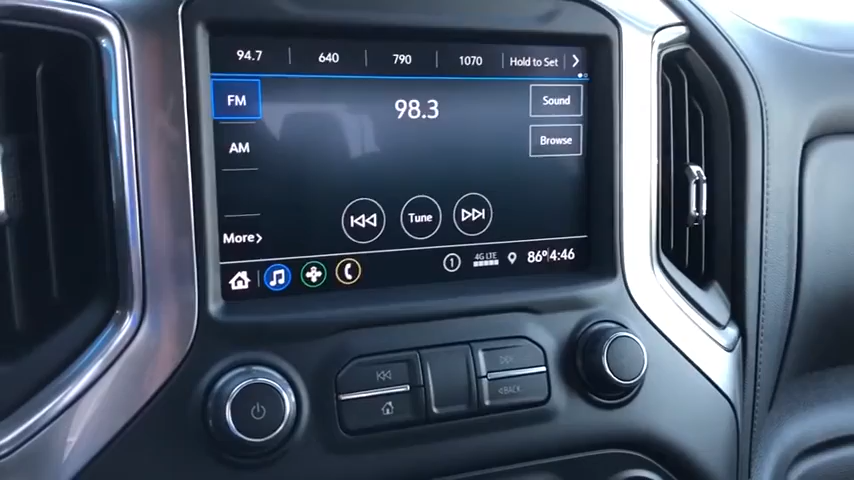 94.7 640 790 1070 Hold to Set
FM 98.3 Sound
AM Browse
Tune
More
1 4G LTE 86° 4:46
BACK